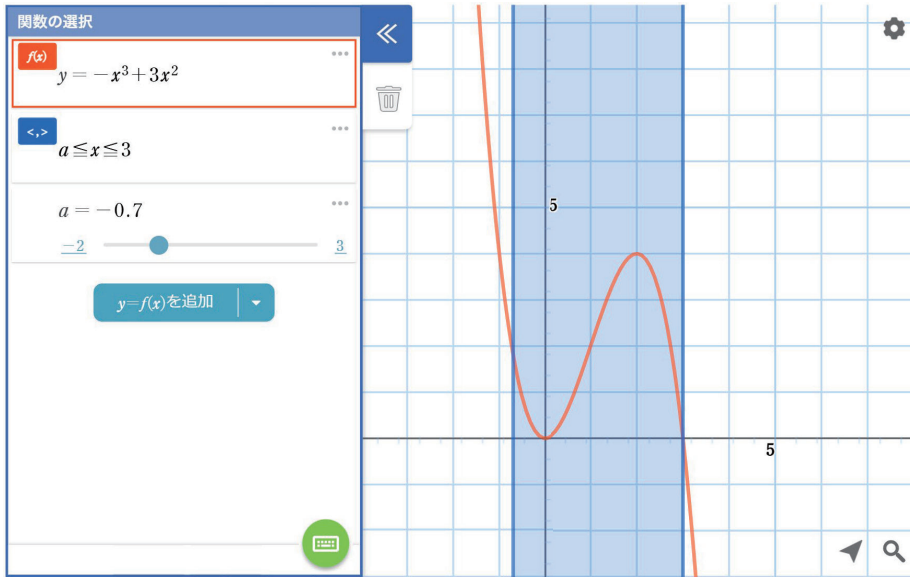 関数の選択
f(x)
y = −x³+3x²
<,>
a≦x≦3
a = −0.7
−2
3
y=f(x)を追加
5
5